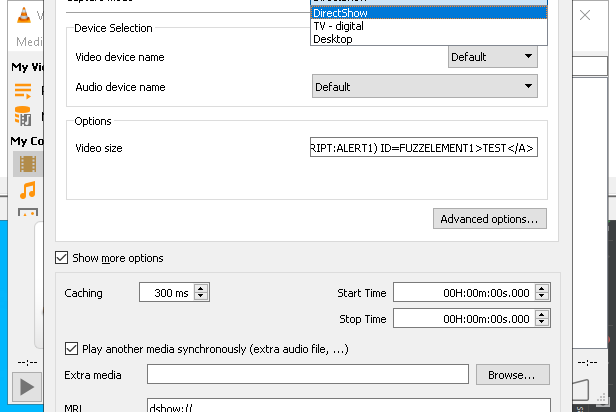 DirectShow
TV - digital
Desktop
Device Selection
Video device name
Default
Audio device name
Default
Options
Video size
RIPT:ALERT1) ID=FUZZELEMENT1>TEST</A>
Advanced options...
Show more options
Caching
300 ms
Start Time
00H:00m:00s.000
Stop Time
00H:00m:00s.000
Play another media synchronously (extra audio file, ...)
Extra media
Browse...
MRL
dshow://
Medi
My Vi
My Co
--:--
--:--